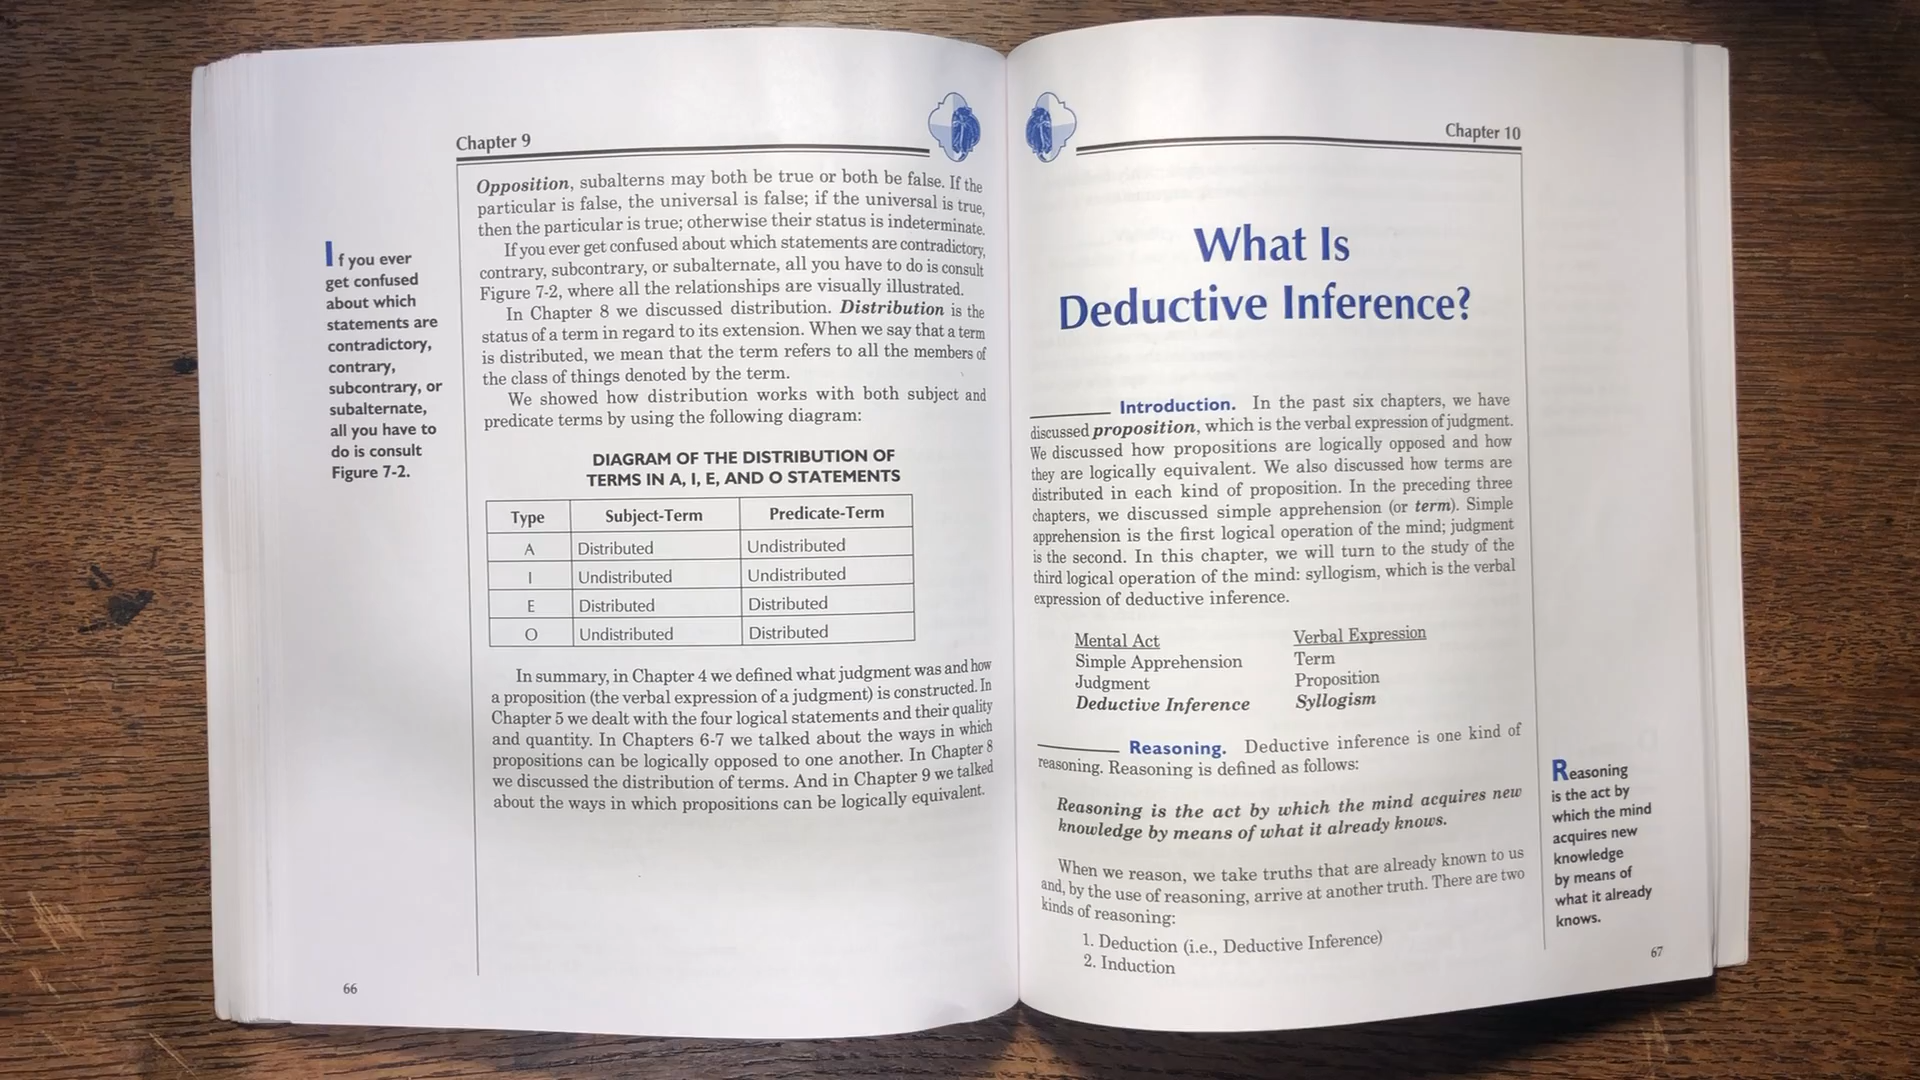 Chapter 9
Opposition, subalterns may both be true or both be false. If the
particular is false, the universal is false; if the universal is true,
then the particular is true; otherwise their status is indeterminate.
If you ever get confused about which statements are contradictory,
contrary, subcontrary, or subalternate, all you have to do is consult
Figure 7-2, where all the relationships are visually illustrated.
In Chapter 8 we discussed distribution. Distribution is the
status of a term in regard to its extension. When we say that a term
is distributed, we mean that the term refers to all the members of
the class of things denoted by the term.
We showed how distribution works with both subject and
predicate terms by using the following diagram:
If you ever
get confused
about which
statements are
contradictory,
contrary,
subcontrary, or
subalternate,
all you have to
do is consult
Figure 7-2.
DIAGRAM OF THE DISTRIBUTION OF
TERMS IN A, I, E, AND O STATEMENTS
Type Subject-Term Predicate-Term
A Distributed Undistributed
I Undistributed Undistributed
E Distributed Distributed
O Undistributed Distributed
In summary, in Chapter 4 we defined what judgment was and how
a proposition (the verbal expression of a judgment) is constructed. In
Chapter 5 we dealt with the four logical statements and their quality
and quantity. In Chapters 6-7 we talked about the ways in which
propositions can be logically opposed to one another. In Chapter 8
we discussed the distribution of terms. And in Chapter 9 we talked
about the ways in which propositions can be logically equivalent.
66
Chapter 10
What Is
Deductive Inference?
Introduction. In the past six chapters, we have
discussed proposition, which is the verbal expression of judgment.
We discussed how propositions are logically opposed and how
they are logically equivalent. We also discussed how terms are
distributed in each kind of proposition. In the preceding three
chapters, we discussed simple apprehension (or term). Simple
apprehension is the first logical operation of the mind; judgment
is the second. In this chapter, we will turn to the study of the
third logical operation of the mind: syllogism, which is the verbal
expression of deductive inference.
Mental Act Verbal Expression
Simple Apprehension Term
Judgment Proposition
Deductive Inference Syllogism
Reasoning. Deductive inference is one kind of
reasoning. Reasoning is defined as follows:
Reasoning is the act by which the mind acquires new
knowledge by means of what it already knows.
When we reason, we take truths that are already known to us
and, by the use of reasoning, arrive at another truth. There are two
kinds of reasoning:
1. Deduction (i.e., Deductive Inference)
2. Induction
Reasoning
is the act by
which the mind
acquires new
knowledge
by means of
what it already
knows.
67